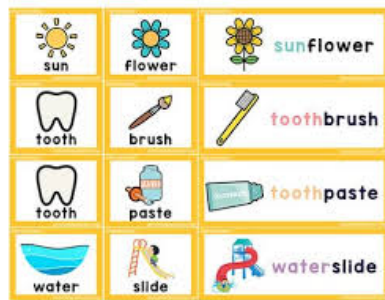 sun
flower
sunflower
tooth
brush
toothbrush
tooth
paste
toothpaste
water
slide
waterslide